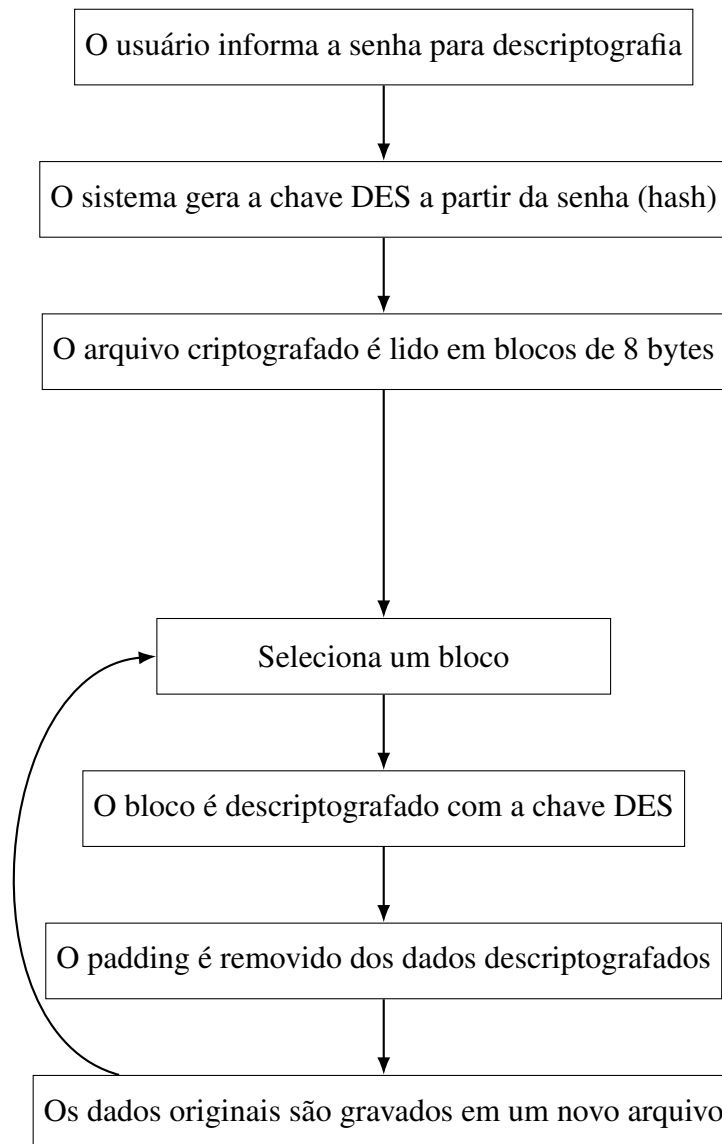 O usuário informa a senha para descriptografia
O sistema gera a chave DES a partir da senha (hash)
O arquivo criptografado é lido em blocos de 8 bytes
Seleciona um bloco
O bloco é descriptografado com a chave DES
O padding é removido dos dados descriptografados
Os dados originais são gravados em um novo arquivo